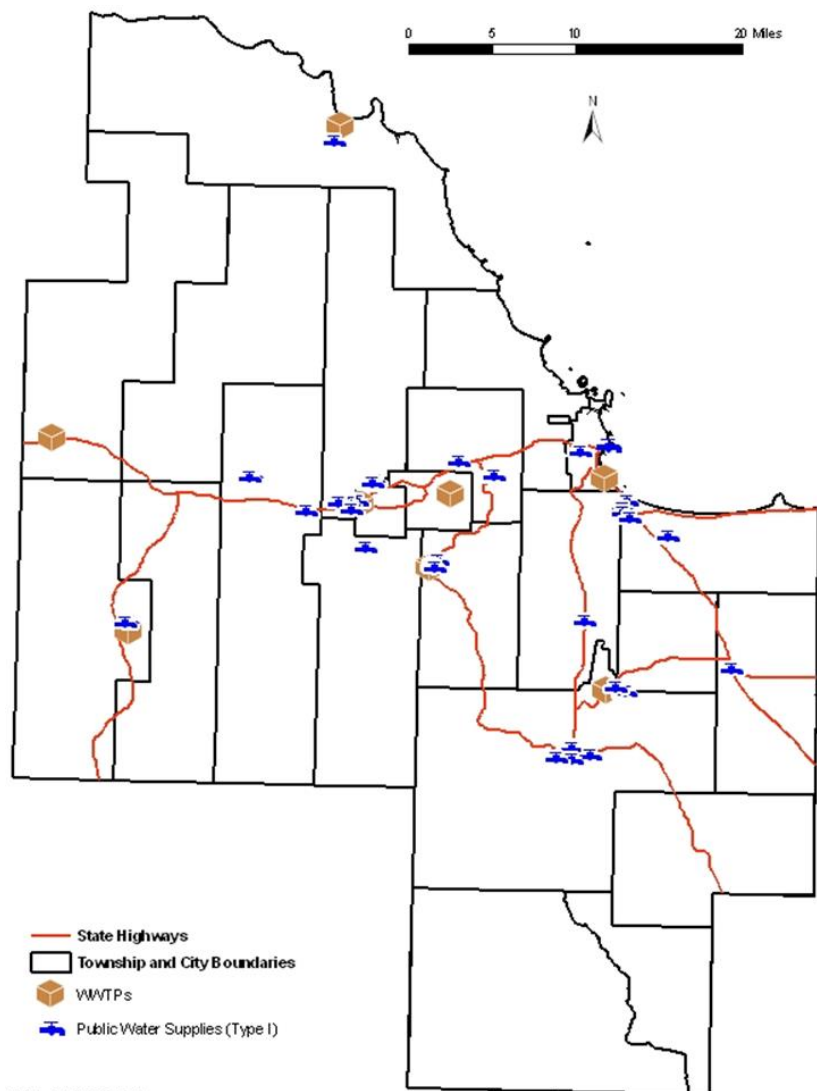 0 5 10 20 Miles
N
State Highways
Township and City Boundaries
WWTPs
Public Water Supplies (Type I)